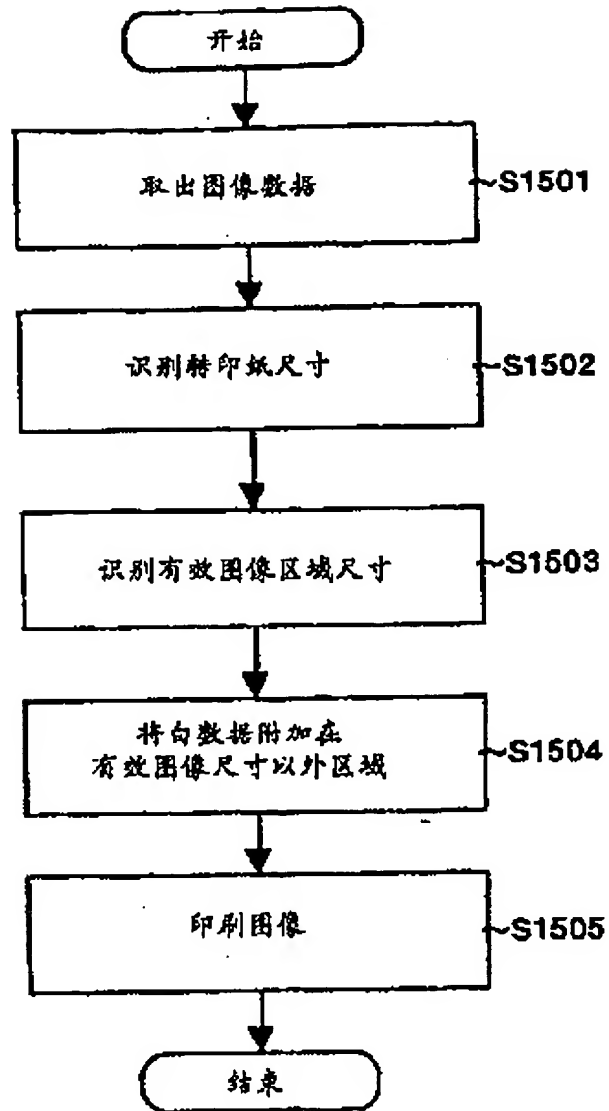 开始
取出图像数据
~S1501
识别转印纸尺寸
~S1502
识别有效图像区域尺寸
~S1503
将白数据附加在
有效图像尺寸以外区域
~S1504
印刷图像
~S1505
结束